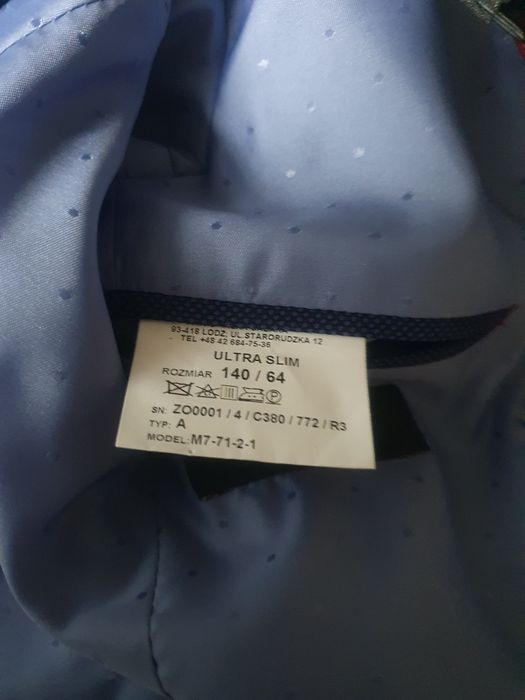 93-418 LODZ, UL. STARORUDZKA 12
TEL +48 42 684-75-36
ULTRA SLIM
ROZMIAR 140 / 64
P
SN: ZO0001 / 4 / C380 / 772 / R3
TYP: A
MODEL: M7-71-2-1